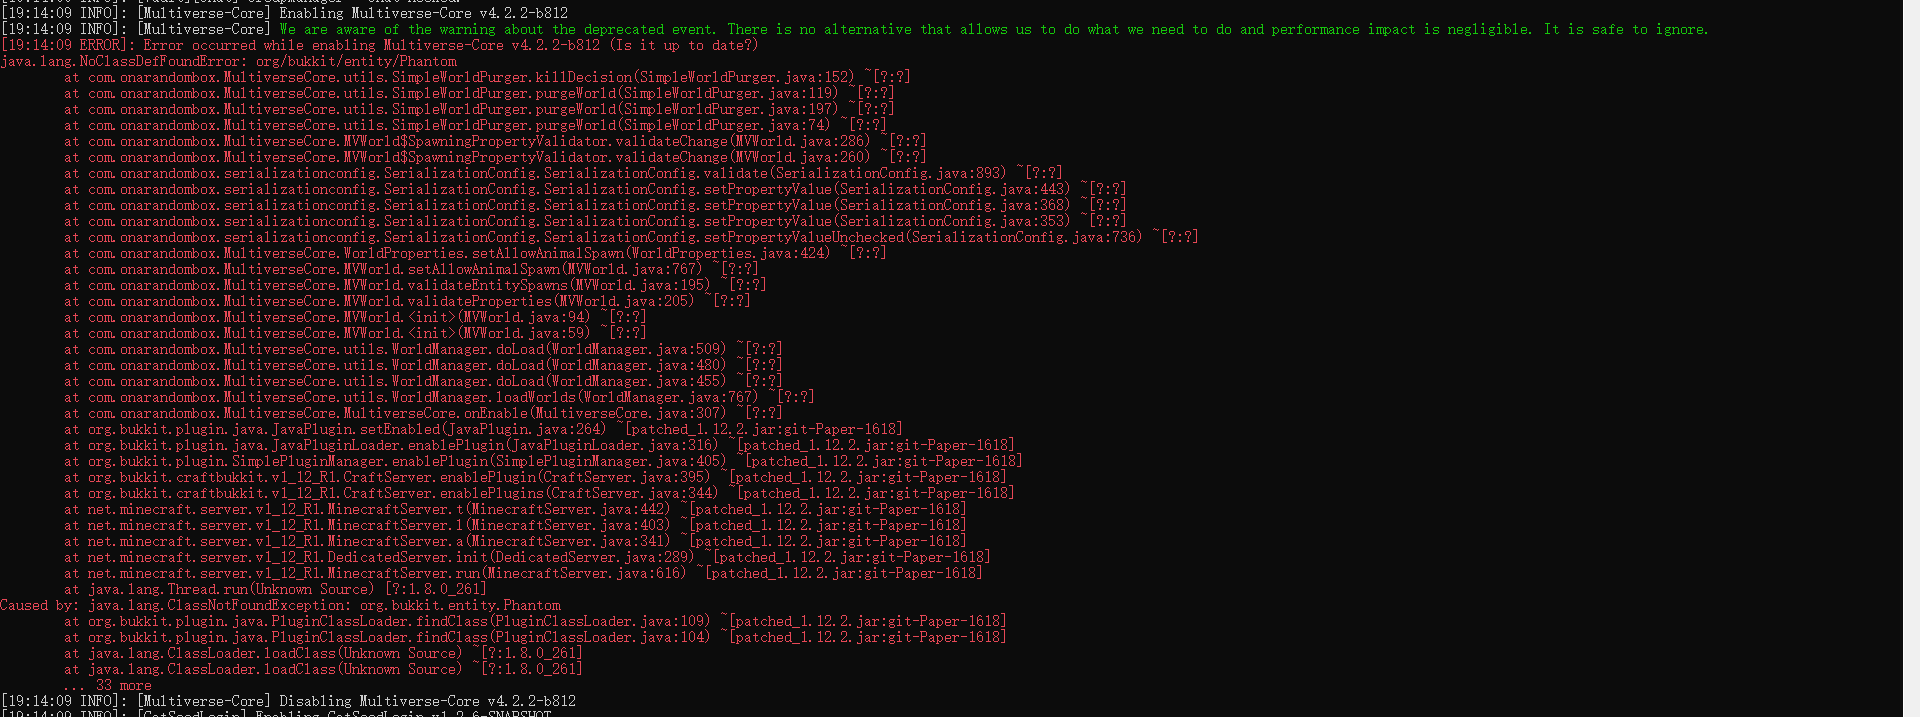 [19:14:09 INFO]: [Multiverse-Core] Enabling Multiverse-Core v4.2.2-b812
[19:14:09 INFO]: [Multiverse-Core] We are aware of the warning about the deprecated event. There is no alternative that allows us to do what we need to do and performance impact is negligible. It is safe to ignore.
[19:14:09 ERROR]: Error occurred while enabling Multiverse-Core v4.2.2-b812 (Is it up to date?)
java.lang.NoClassDefFoundError: org/bukkit/entity/Phantom
at com.onarandombox.MultiverseCore.utils.SimpleWorldPurger.killDecision(SimpleWorldPurger.java:152) ~[?:?]
at com.onarandombox.MultiverseCore.utils.SimpleWorldPurger.purgeWorld(SimpleWorldPurger.java:119) ~[?:?]
at com.onarandombox.MultiverseCore.utils.SimpleWorldPurger.purgeWorld(SimpleWorldPurger.java:197) ~[?:?]
at com.onarandombox.MultiverseCore.utils.SimpleWorldPurger.purgeWorld(SimpleWorldPurger.java:74) ~[?:?]
at com.onarandombox.MultiverseCore.MVWorld$SpawningPropertyValidator.validateChange(MVWorld.java:286) ~[?:?]
at com.onarandombox.MultiverseCore.MVWorld$SpawningPropertyValidator.validateChange(MVWorld.java:260) ~[?:?]
at com.onarandombox.serializationconfig.SerializationConfig.SerializationConfig.validate(SerializationConfig.java:893) ~[?:?]
at com.onarandombox.serializationconfig.SerializationConfig.SerializationConfig.setPropertyValue(SerializationConfig.java:443) ~[?:?]
at com.onarandombox.serializationconfig.SerializationConfig.SerializationConfig.setPropertyValue(SerializationConfig.java:368) ~[?:?]
at com.onarandombox.serializationconfig.SerializationConfig.SerializationConfig.setPropertyValue(SerializationConfig.java:353) ~[?:?]
at com.onarandombox.serializationconfig.SerializationConfig.SerializationConfig.setPropertyValueUnchecked(SerializationConfig.java:736) ~[?:?]
at com.onarandombox.MultiverseCore.WorldProperties.setAllowAnimalSpawn(WorldProperties.java:424) ~[?:?]
at com.onarandombox.MultiverseCore.MVWorld.setAllowAnimalSpawn(MVWorld.java:767) ~[?:?]
at com.onarandombox.MultiverseCore.MVWorld.validateEntitySpawns(MVWorld.java:195) ~[?:?]
at com.onarandombox.MultiverseCore.MVWorld.validateProperties(MVWorld.java:205) ~[?:?]
at com.onarandombox.MultiverseCore.MVWorld.<init>(MVWorld.java:94) ~[?:?]
at com.onarandombox.MultiverseCore.MVWorld.<init>(MVWorld.java:59) ~[?:?]
at com.onarandombox.MultiverseCore.utils.WorldManager.doLoad(WorldManager.java:509) ~[?:?]
at com.onarandombox.MultiverseCore.utils.WorldManager.doLoad(WorldManager.java:480) ~[?:?]
at com.onarandombox.MultiverseCore.utils.WorldManager.doLoad(WorldManager.java:455) ~[?:?]
at com.onarandombox.MultiverseCore.utils.WorldManager.loadWorlds(WorldManager.java:767) ~[?:?]
at com.onarandombox.MultiverseCore.MultiverseCore.onEnable(MultiverseCore.java:307) ~[?:?]
at org.bukkit.plugin.java.JavaPlugin.setEnabled(JavaPlugin.java:264) ~[patched_1.12.2.jar:git-Paper-1618]
at org.bukkit.plugin.java.JavaPluginLoader.enablePlugin(JavaPluginLoader.java:316) ~[patched_1.12.2.jar:git-Paper-1618]
at org.bukkit.plugin.SimplePluginManager.enablePlugin(SimplePluginManager.java:405) ~[patched_1.12.2.jar:git-Paper-1618]
at org.bukkit.craftbukkit.v1_12_R1.CraftServer.enablePlugin(CraftServer.java:395) ~[patched_1.12.2.jar:git-Paper-1618]
at org.bukkit.craftbukkit.v1_12_R1.CraftServer.enablePlugins(CraftServer.java:344) ~[patched_1.12.2.jar:git-Paper-1618]
at net.minecraft.server.v1_12_R1.MinecraftServer.t(MinecraftServer.java:442) ~[patched_1.12.2.jar:git-Paper-1618]
at net.minecraft.server.v1_12_R1.MinecraftServer.l(MinecraftServer.java:403) ~[patched_1.12.2.jar:git-Paper-1618]
at net.minecraft.server.v1_12_R1.MinecraftServer.a(MinecraftServer.java:341) ~[patched_1.12.2.jar:git-Paper-1618]
at net.minecraft.server.v1_12_R1.DedicatedServer.init(DedicatedServer.java:289) ~[patched_1.12.2.jar:git-Paper-1618]
at net.minecraft.server.v1_12_R1.MinecraftServer.run(MinecraftServer.java:616) ~[patched_1.12.2.jar:git-Paper-1618]
at java.lang.Thread.run(Unknown Source) [?:1.8.0_261]
Caused by: java.lang.ClassNotFoundException: org.bukkit.entity.Phantom
at org.bukkit.plugin.java.PluginClassLoader.findClass(PluginClassLoader.java:109) ~[patched_1.12.2.jar:git-Paper-1618]
at org.bukkit.plugin.java.PluginClassLoader.findClass(PluginClassLoader.java:104) ~[patched_1.12.2.jar:git-Paper-1618]
at java.lang.ClassLoader.loadClass(Unknown Source) ~[?:1.8.0_261]
at java.lang.ClassLoader.loadClass(Unknown Source) ~[?:1.8.0_261]
... 33 more
[19:14:09 INFO]: [Multiverse-Core] Disabling Multiverse-Core v4.2.2-b812
[19:14:09 INFO]: [CatSeedLogin] Enabling CatSeedLogin v1.2.6-SNAPSHOT